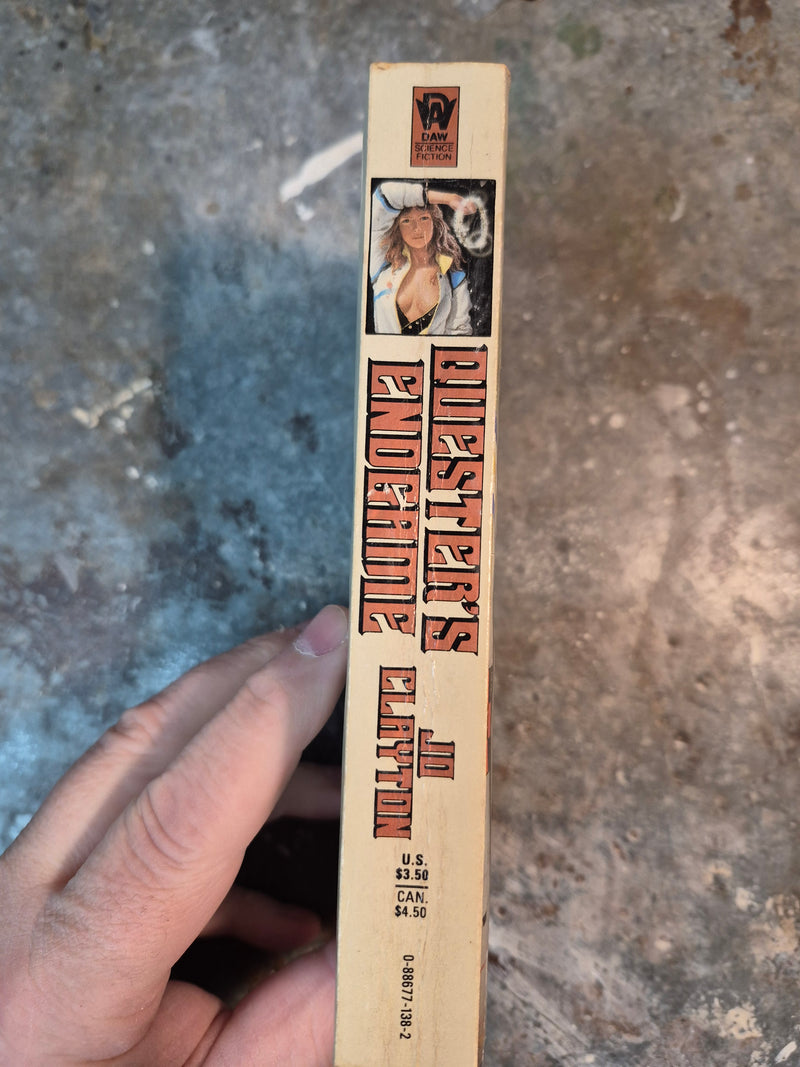 DAW
SCIENCE
FICTION
QUESTER'S
ENDGAME
JO
CLAYTON
U.S.
$3.50
CAN.
$4.50
0-88677-138-2